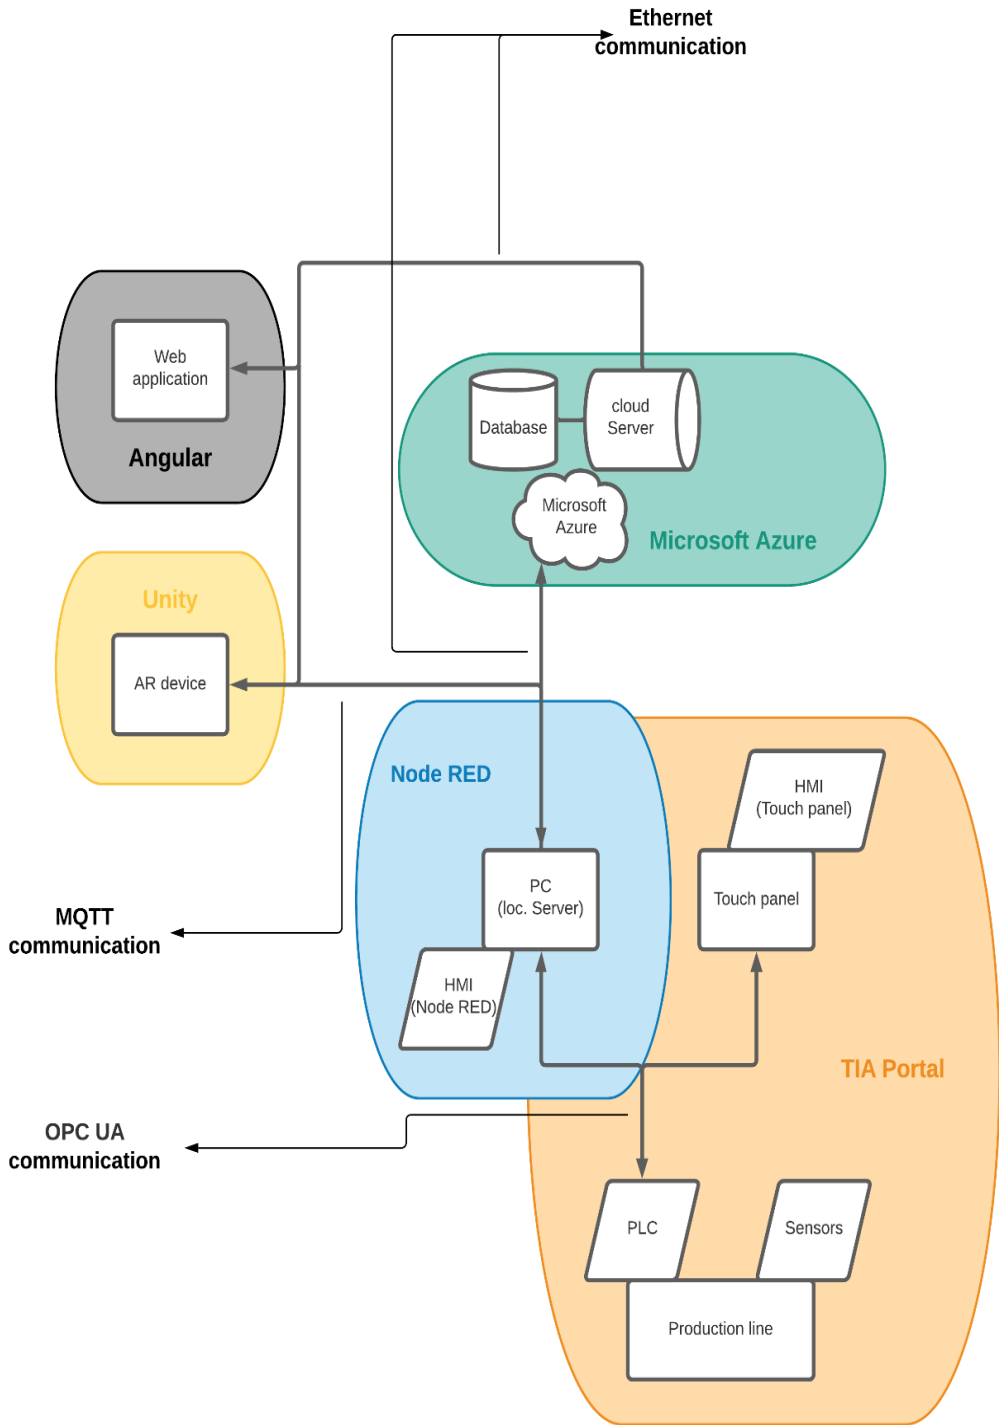 Ethernet
communication
Web
application
Angular
Database
cloud
Server
Microsoft
Azure
Microsoft Azure
Unity
AR device
Node RED
HMI
(Touch panel)
PC
(loc. Server)
Touch panel
MQTT
communication
HMI
(Node RED)
TIA Portal
OPC UA
communication
PLC
Sensors
Production line